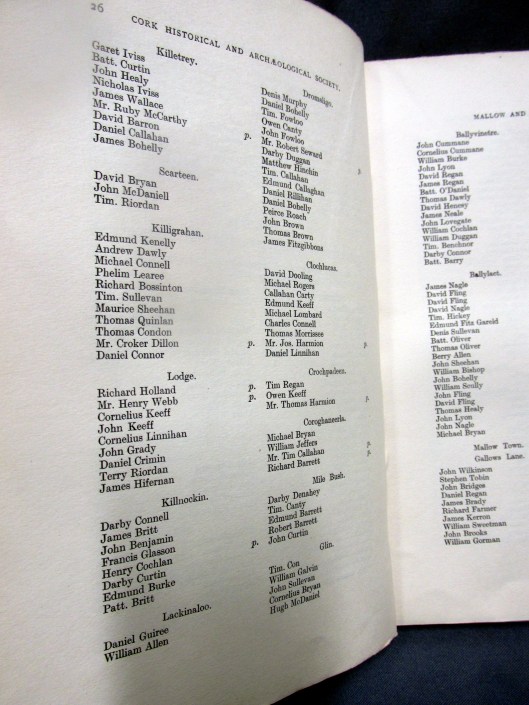 26
CORK HISTORICAL AND ARCHÆOLOGICAL SOCIETY.
Killetrey.
Garet Iviss
Batt. Curtin
John Healy
Nicholas Iviss
James Wallace
Mr. Ruby McCarthy
David Barron
Daniel Callahan p.
James Bohelly
Scarteen.
David Bryan
John McDaniell
Tim. Riordan
Killigrahan.
Edmund Kenelly
Andrew Dawly
Michael Connell
Phelim Learee
Richard Bossinton
Tim. Sullevan
Maurice Sheehan
Thomas Quinlan
Thomas Condon
Mr. Croker Dillon p.
Daniel Connor
Lodge.
Richard Holland p.
Mr. Henry Webb p.
Cornelius Keeff
John Keeff
Cornelius Linnihan
John Grady
Daniel Crimin
Terry Riordan
James Hifernan
Killnockin.
Darby Connell
James Britt
John Benjamin
Francis Glasson p.
Henry Cochlan
Darby Curtin
Edmund Burke
Patt. Britt
Lackinaloo.
Daniel Guiree
William Allen
Dromsligo.
Denis Murphy
Daniel Bohelly
Tim. Fowloo
Owen Canty
John Fowloo
Mr. Robert Seward p
Darby Duggan
Matthew Hinchin
Tim. Callahan
Edmund Callaghan
Daniel Rillihan
Daniel Bohelly
Peirce Roach
John Brown
Thomas Brown
James Fitzgibbons
Clochlucas.
David Dooling
Michael Rogers
Callahan Carty
Edmund Keeff
Michael Lombard
Charles Connell
Thomas Morrissee
Mr. Jos. Harmion p.
Daniel Linnihan
Crochpadeen.
Tim Regan
Owen Keeff
Mr. Thomas Harmion p.
Coroghaneerla.
Michael Bryan
William Jeffers p.
Mr. Tim Callahan p.
Richard Barrett
Mile Bush.
Darby Denahey
Tim. Canty
Edmund Barrett
Robert Barrett
John Curtin
Glin.
Tim. Con
William Galvin
John Sullevan
Cornelius Bryan
Hugh McDaniel
MALLOW AND
Ballyvinetre.
John Cummane
Cornelius Cummane
William Burke
John Lyon
David Regan
James Regan
Batt. O'Daniel
Thomas Dawly
David Henesy
James Neale
John Lovegate
William Cochlan
William Duggan
Tim. Benchnor
Darby Connor
Batt. Barry
Ballylart.
James Nagle
David Fling
David Fling
David Nagle
Tim. Hickey
Edmund Fitz Gareld
Denis Sullevan
Batt. Oliver
Thomas Oliver
Berry Allen
John Sheehan
William Bishop
John Bohelly
William Scully
John Fling
David Fling
Thomas Healy
John Lyon
John Nagle
Michael Bryan
Mallow Town.
Gallows Lane.
John Wilkinson
Stephen Tobin
John Bridges
Daniel Regan
James Brady
Richard Farmer
James Kerron
William Sweetman
John Brooks
William Gorman